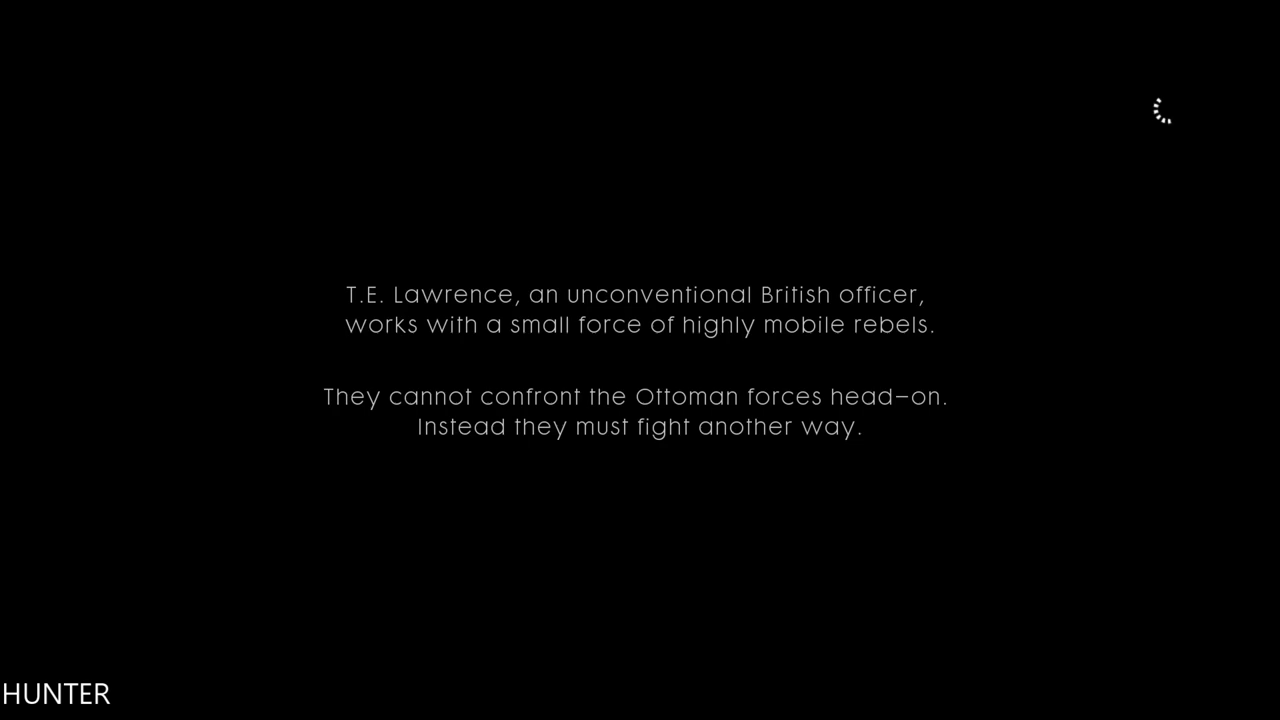 T.E. Lawrence, an unconventional British officer,
works with a small force of highly mobile rebels.
They cannot confront the Ottoman forces head-on.
Instead they must fight another way.
HUNTER